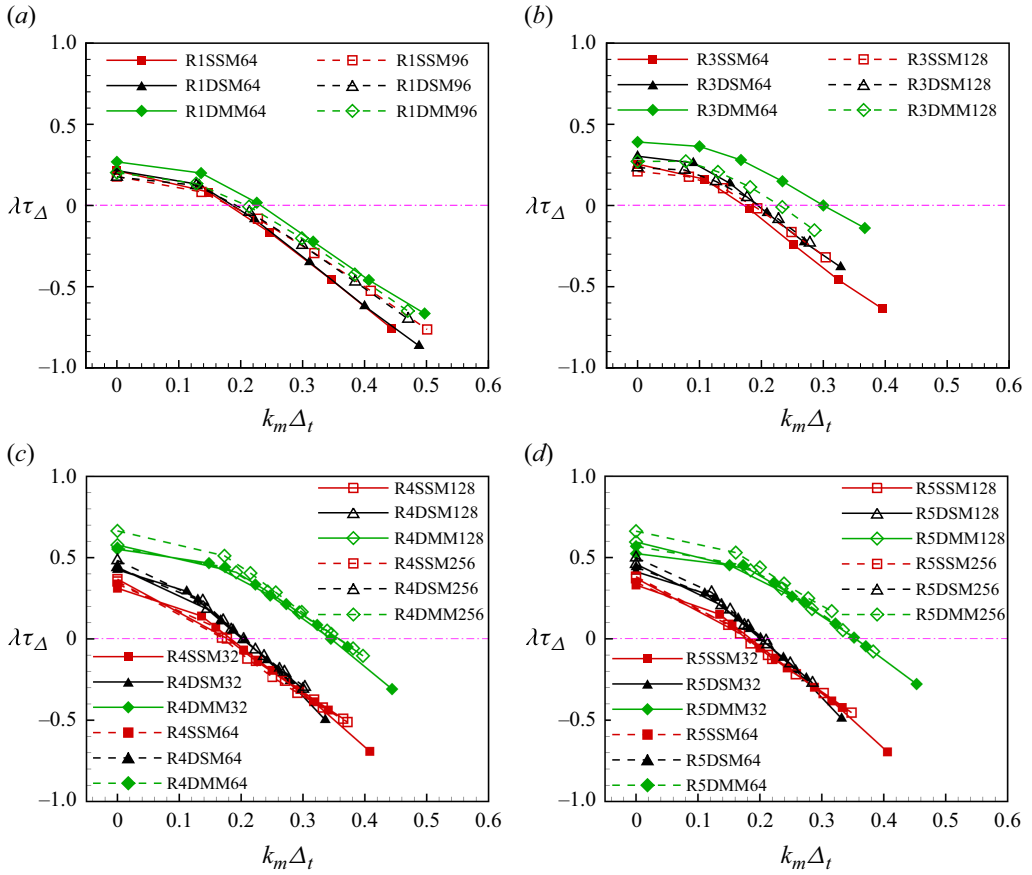 (a)
1.0
0.5
0
−0.5
−1.0
λτΔ
R1SSM64
R1DSM64
R1DMM64
R1SSM96
R1DSM96
R1DMM96
0 0.1 0.2 0.3 0.4 0.5 0.6
kmΔt
(b)
1.0
0.5
0
−0.5
−1.0
λτΔ
R3SSM64
R3DSM64
R3DMM64
R3SSM128
R3DSM128
R3DMM128
0 0.1 0.2 0.3 0.4 0.5 0.6
kmΔt
(c)
1.0
0.5
0
−0.5
−1.0
λτΔ
R4SSM128
R4DSM128
R4DMM128
R4SSM256
R4DSM256
R4DMM256
R4SSM32
R4DSM32
R4DMM32
R4SSM64
R4DSM64
R4DMM64
0 0.1 0.2 0.3 0.4 0.5 0.6
kmΔt
(d)
1.0
0.5
0
−0.5
−1.0
λτΔ
R5SSM128
R5DSM128
R5DMM128
R5SSM256
R5DSM256
R5DMM256
R5SSM32
R5DSM32
R5DMM32
R5SSM64
R5DSM64
R5DMM64
0 0.1 0.2 0.3 0.4 0.5 0.6
kmΔt